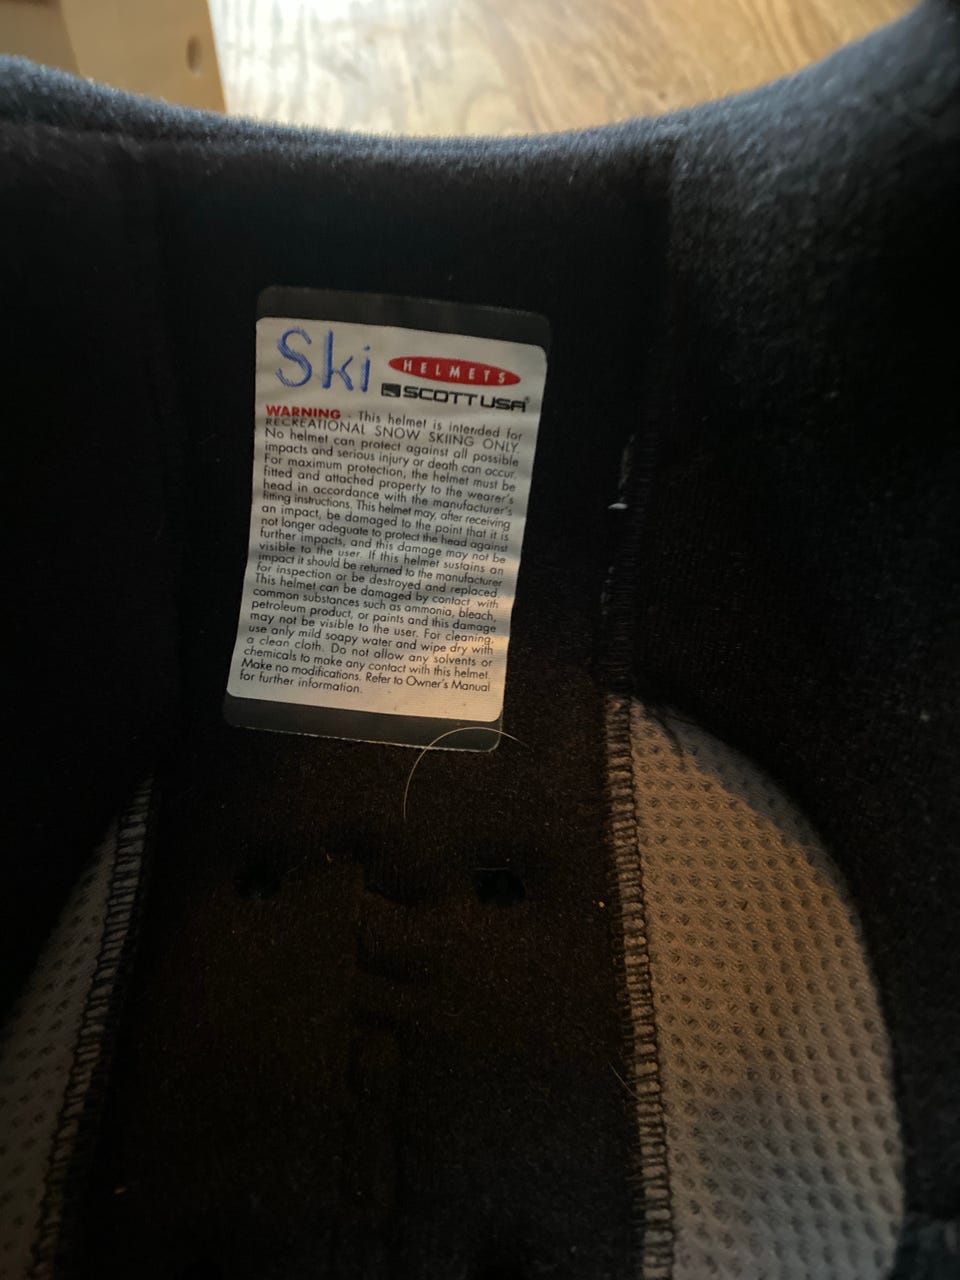 Ski HELMETS
SCOTT USA®
WARNING - This helmet is intended for
RECREATIONAL SNOW SKIING ONLY.
No helmet can protect against all possible
impacts and serious injury or death can occur.
For maximum protection, the helmet must be
fitted and attached property to the wearer's
head in accordance with the manufacturer's
fitting instructions. This helmet may, after receiving
an impact, be damaged to the point that it is
not longer adeguate to protect the head against
further impacts, and this damage may not be
visible to the user. If this helmet sustains an
impact it should be returned to the manufacturer
for inspection or be destroyed and replaced.
This helmet can be damaged by contact with
common substances such as ammonia, bleach,
petroleum product, or paints and this damage
may not be visible to the user. For cleaning,
use anly mild soapy water and wipe dry with
a clean cloth. Do not allow any solvents or
chemicals to make any contact with this helmet.
Make no modifications. Refer to Owner's Manual
for further information.